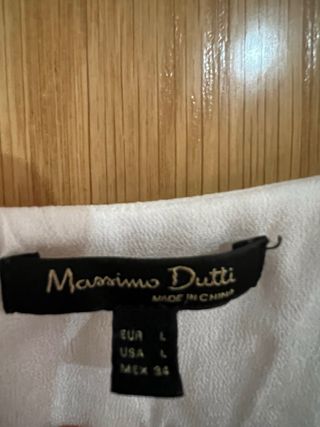 Massimo Dutti
MADE IN CHINA
EUR L
USA L
MEX 34